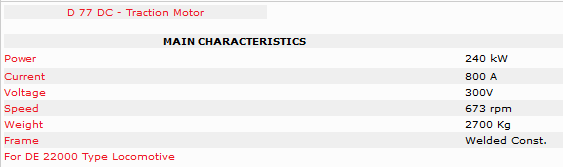 D 77 DC - Traction Motor
MAIN CHARACTERISTICS
Power 240 kW
Current 800 A
Voltage 300V
Speed 673 rpm
Weight 2700 Kg
Frame Welded Const.
For DE 22000 Type Locomotive